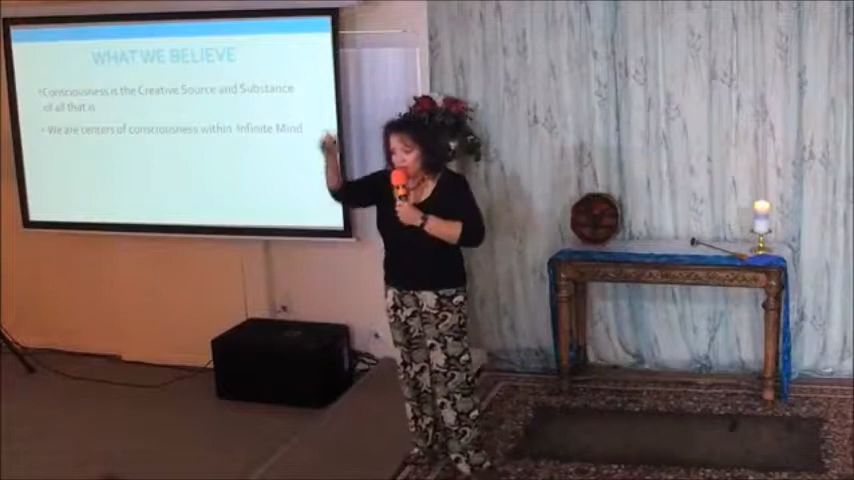 WHAT WE BELIEVE
•Consciousness is the Creative Source and Substance
of all that is
• We are centers of consciousness within Infinite Mind